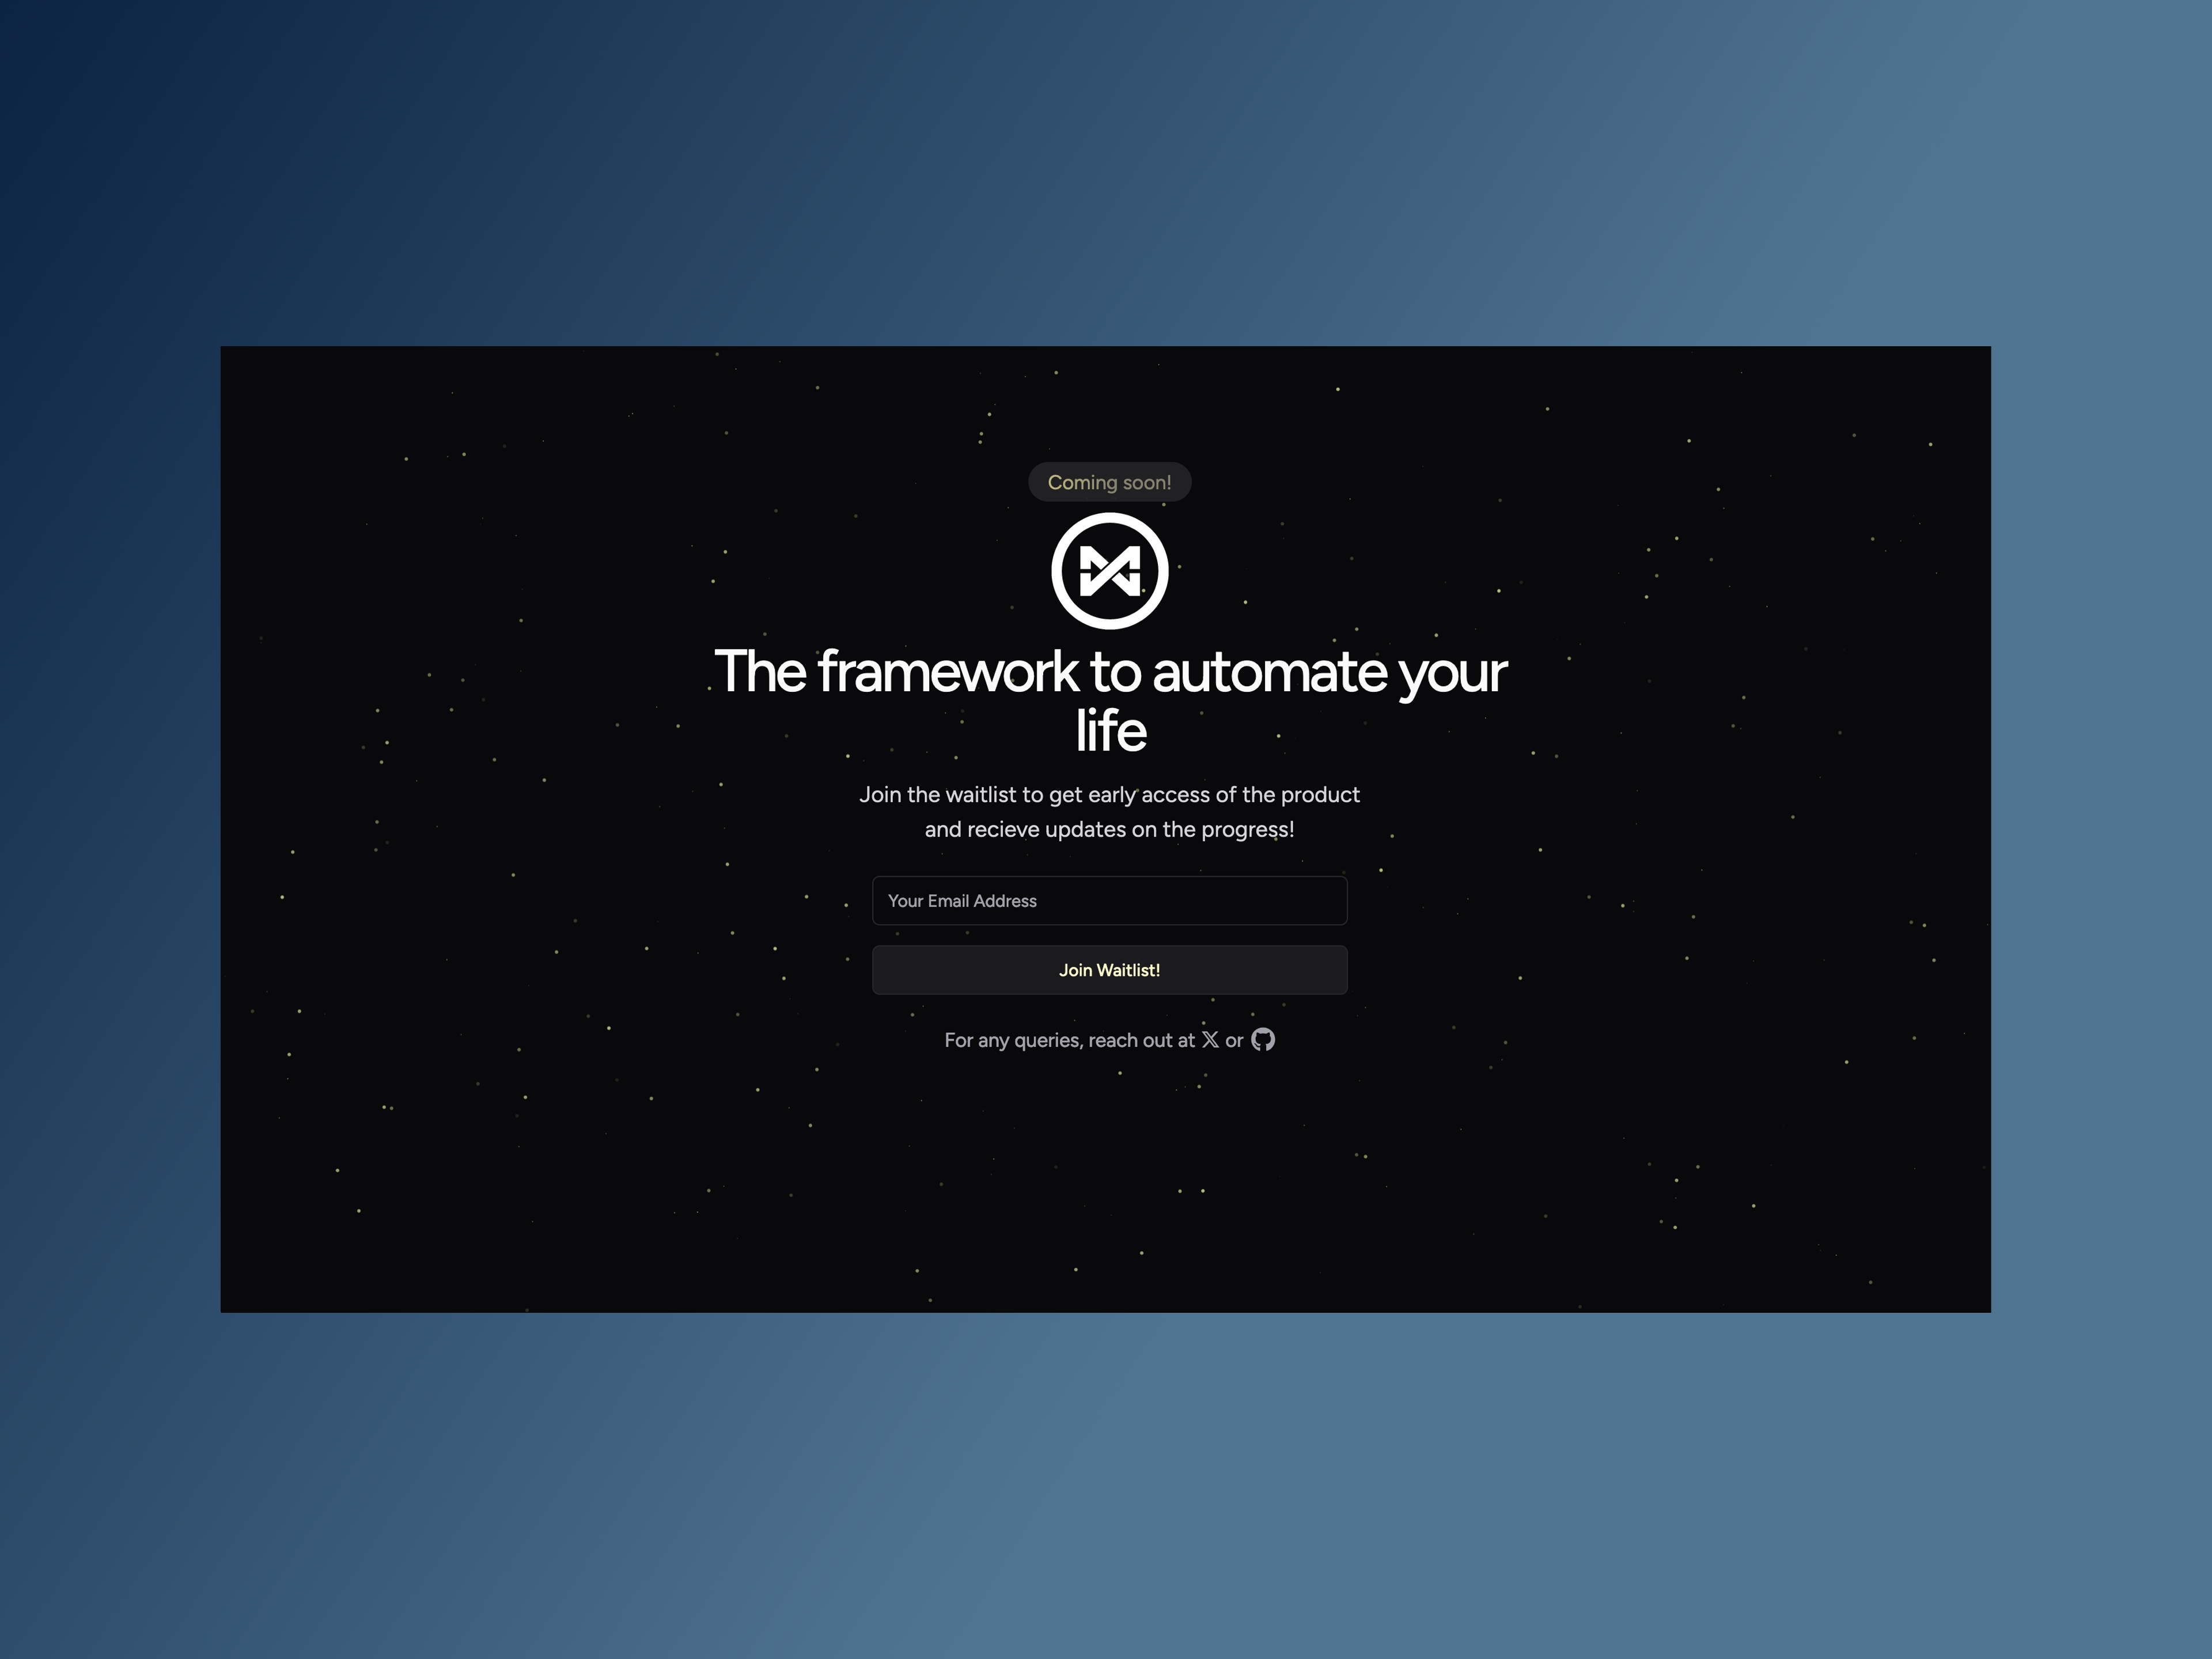 Coming soon!
The framework to automate your
life
Join the waitlist to get early access of the product
and recieve updates on the progress!
Your Email Address
Join Waitlist!
For any queries, reach out at X or